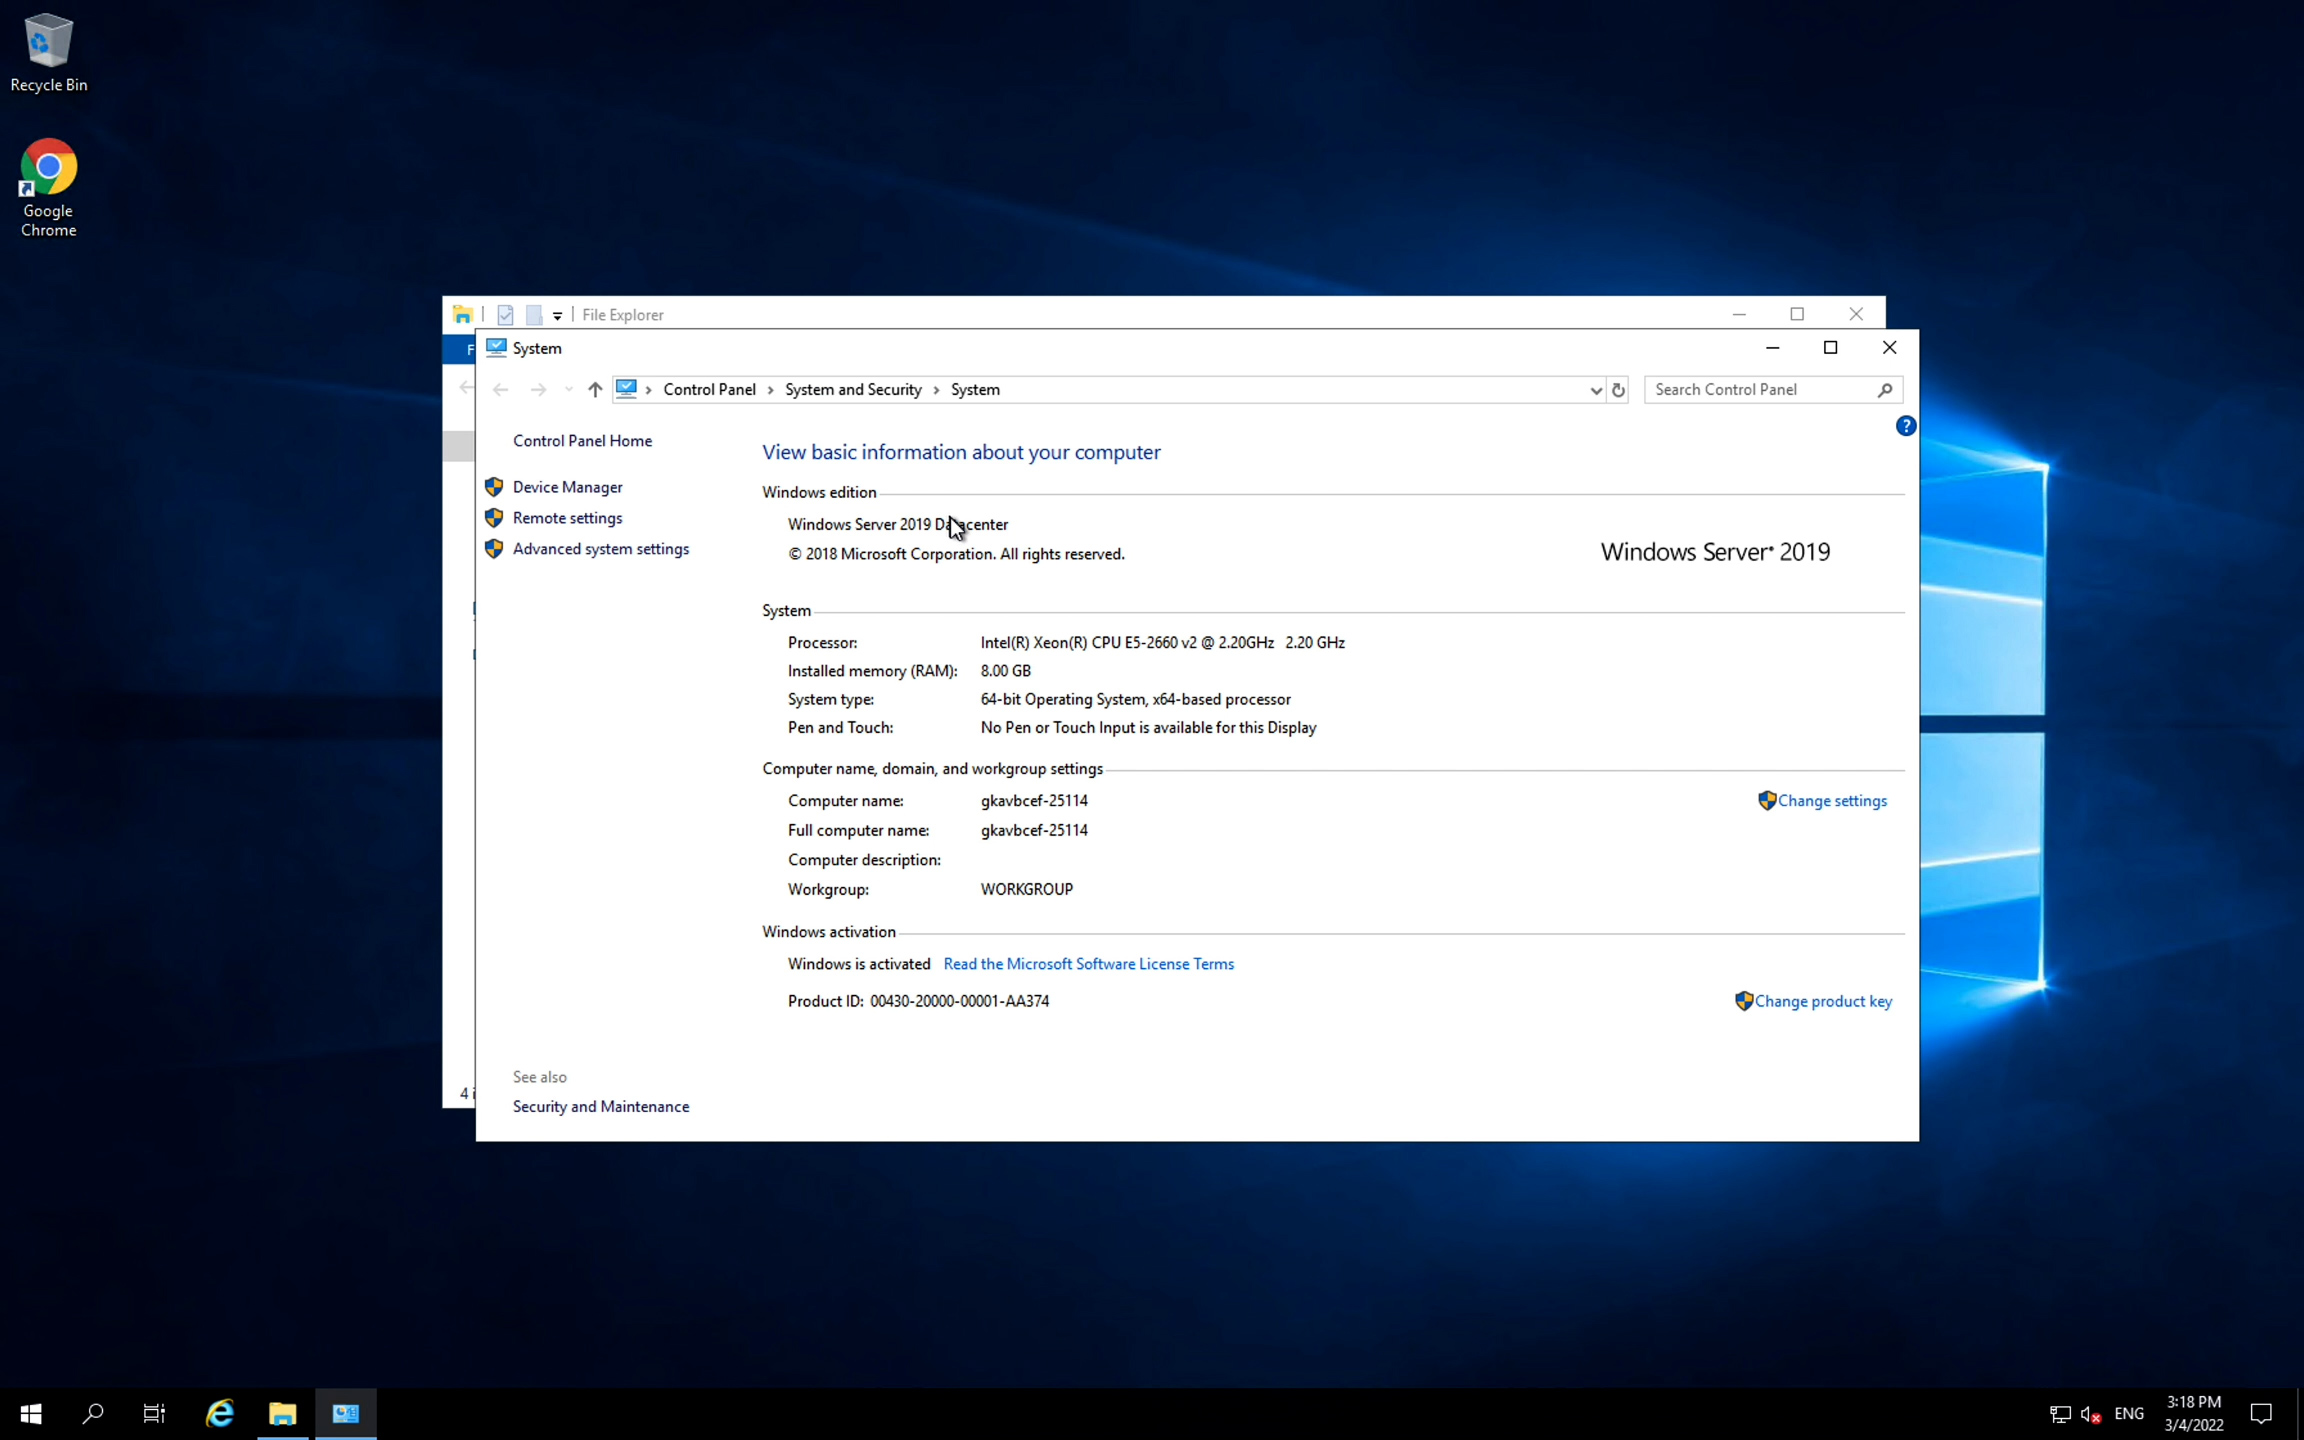 Recycle Bin
Google
Chrome
File Explorer
F
System
Control Panel System and Security System
Search Control Panel
Control Panel Home
Device Manager
Remote settings
Advanced system settings
View basic information about your computer
Windows edition
Windows Server 2019 Datacenter
© 2018 Microsoft Corporation. All rights reserved.
Windows Server® 2019
System
Processor: Intel(R) Xeon(R) CPU E5-2660 v2 @ 2.20GHz 2.20 GHz
Installed memory (RAM): 8.00 GB
System type: 64-bit Operating System, x64-based processor
Pen and Touch: No Pen or Touch Input is available for this Display
Computer name, domain, and workgroup settings
Computer name: gkavbcef-25114 Change settings
Full computer name: gkavbcef-25114
Computer description:
Workgroup: WORKGROUP
Windows activation
Windows is activated Read the Microsoft Software License Terms
Product ID: 00430-20000-00001-AA374 Change product key
See also
4 i
Security and Maintenance
ENG
3:18 PM
3/4/2022